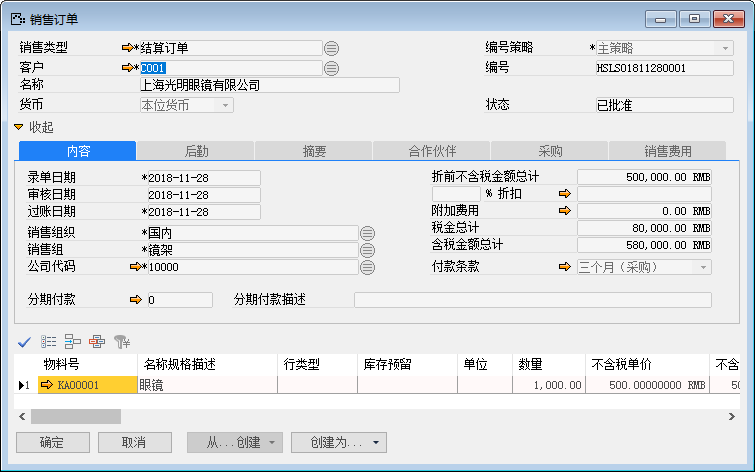 销售订单
销售类型 *结算订单 编号策略 *主策略
客户 *C001 编号 HSLS01811280001
名称 上海光明眼镜有限公司
货币 本位货币 状态 已批准
收起
内容 后勤 摘要 合作伙伴 采购 销售费用
录单日期 *2018-11-28 折前不含税金额总计 500,000.00 RMB
审核日期 2018-11-28 % 折扣
过账日期 *2018-11-28 附加费用 0.00 RMB
销售组织 *国内 税金总计 80,000.00 RMB
销售组 *镜架 含税金额总计 580,000.00 RMB
公司代码 *10000 付款条款 三个月（采购）
分期付款 0 分期付款描述
物料号 名称规格描述 行类型 库存预留 单位 数量 不含税单价 不含
1 KA00001 眼镜 1,000.00 500.00000000 RMB 50
确定 取消 从...创建 创建为...